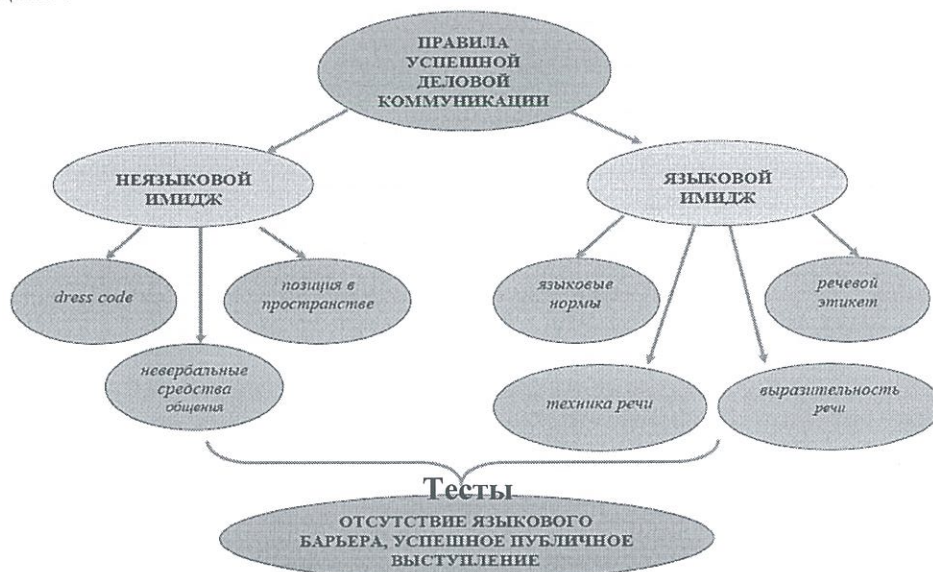 ПРАВИЛА
УСПЕШНОЙ
ДЕЛОВОЙ
КОММУНИКАЦИИ
НЕЯЗЫКОВОЙ
ИМИДЖ
ЯЗЫКОВОЙ
ИМИДЖ
dress code
позиция в
пространстве
языковые
нормы
речевой
этикет
невербальные
средства
общения
техника речи
выразительность
речи
Тесты
ОТСУТСТВИЕ ЯЗЫКОВОГО
БАРЬЕРА, УСПЕШНОЕ ПУБЛИЧНОЕ
ВЫСТУПЛЕНИЕ